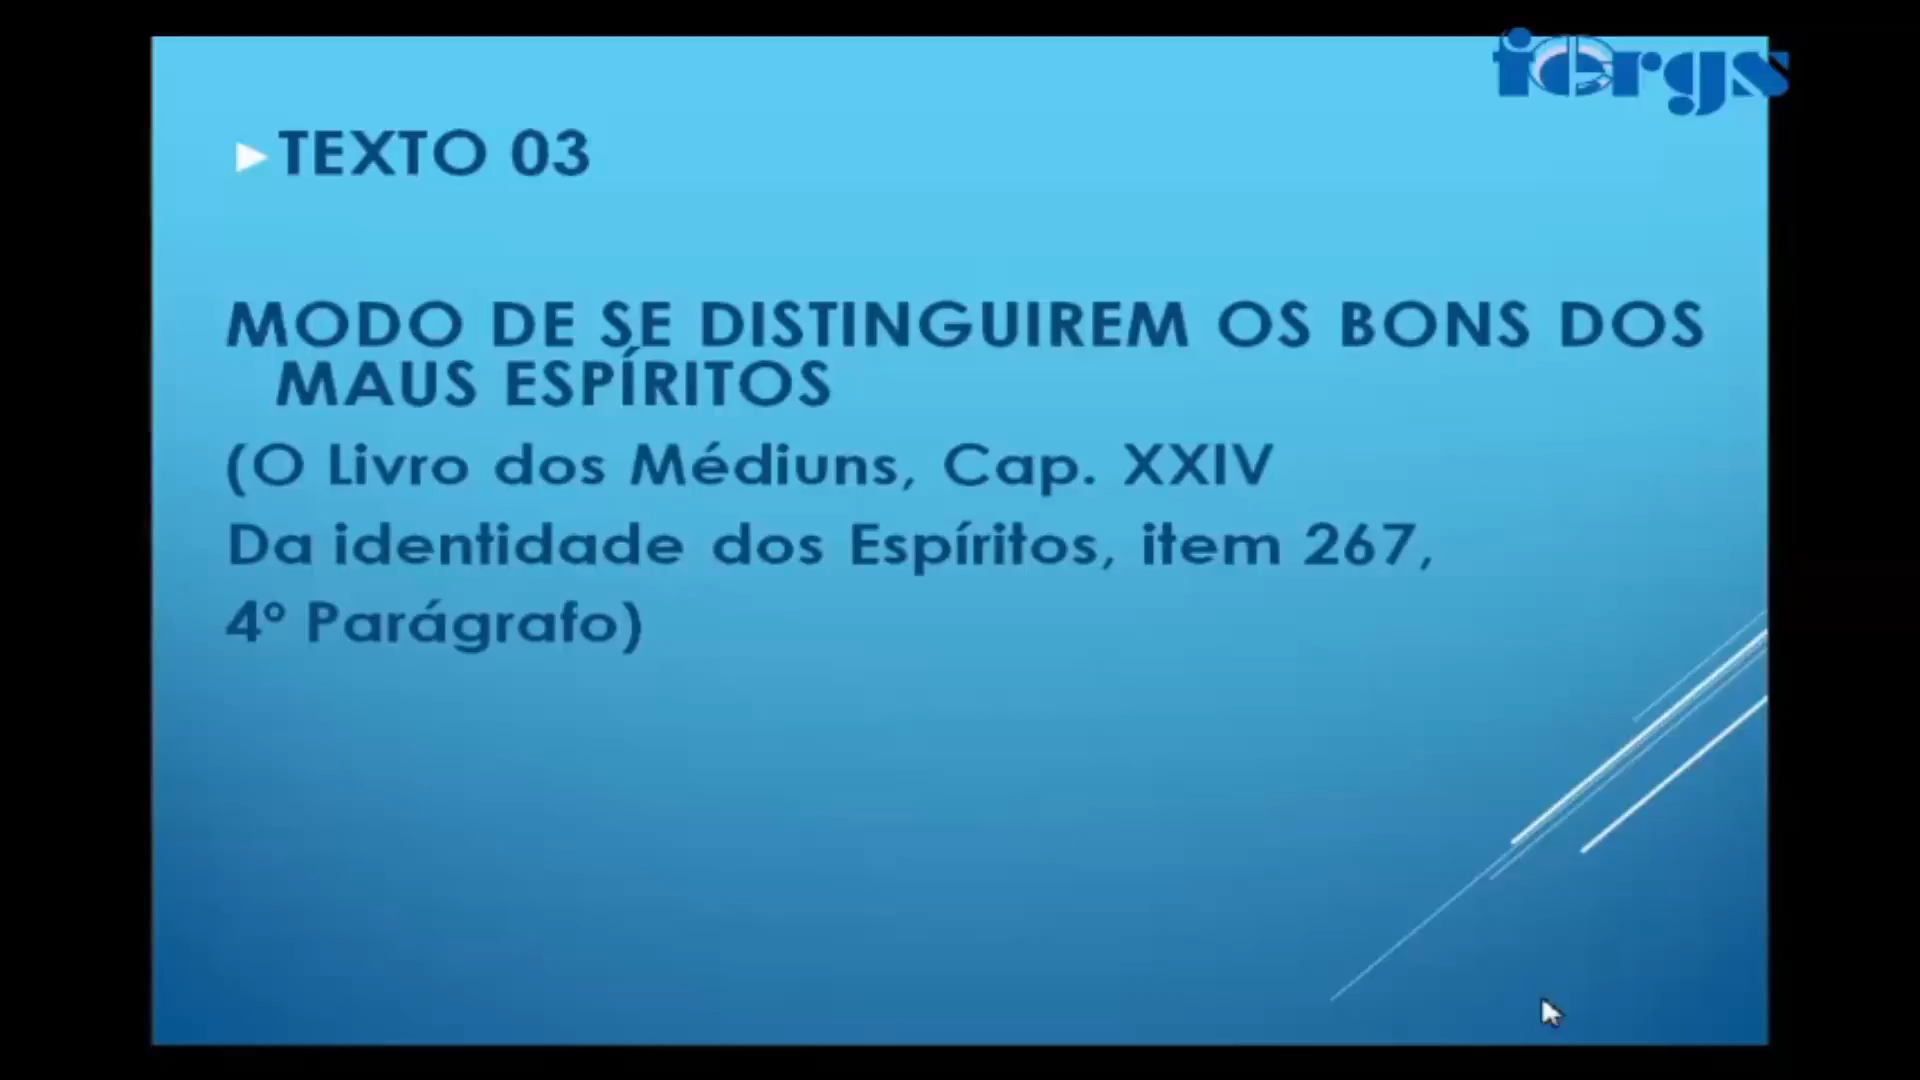 fergs
TEXTO 03
MODO DE SE DISTINGUIREM OS BONS DOS
MAUS ESPÍRITOS
(O Livro dos Médiuns, Cap. XXIV
Da identidade dos Espíritos, item 267,
4º Parágrafo)